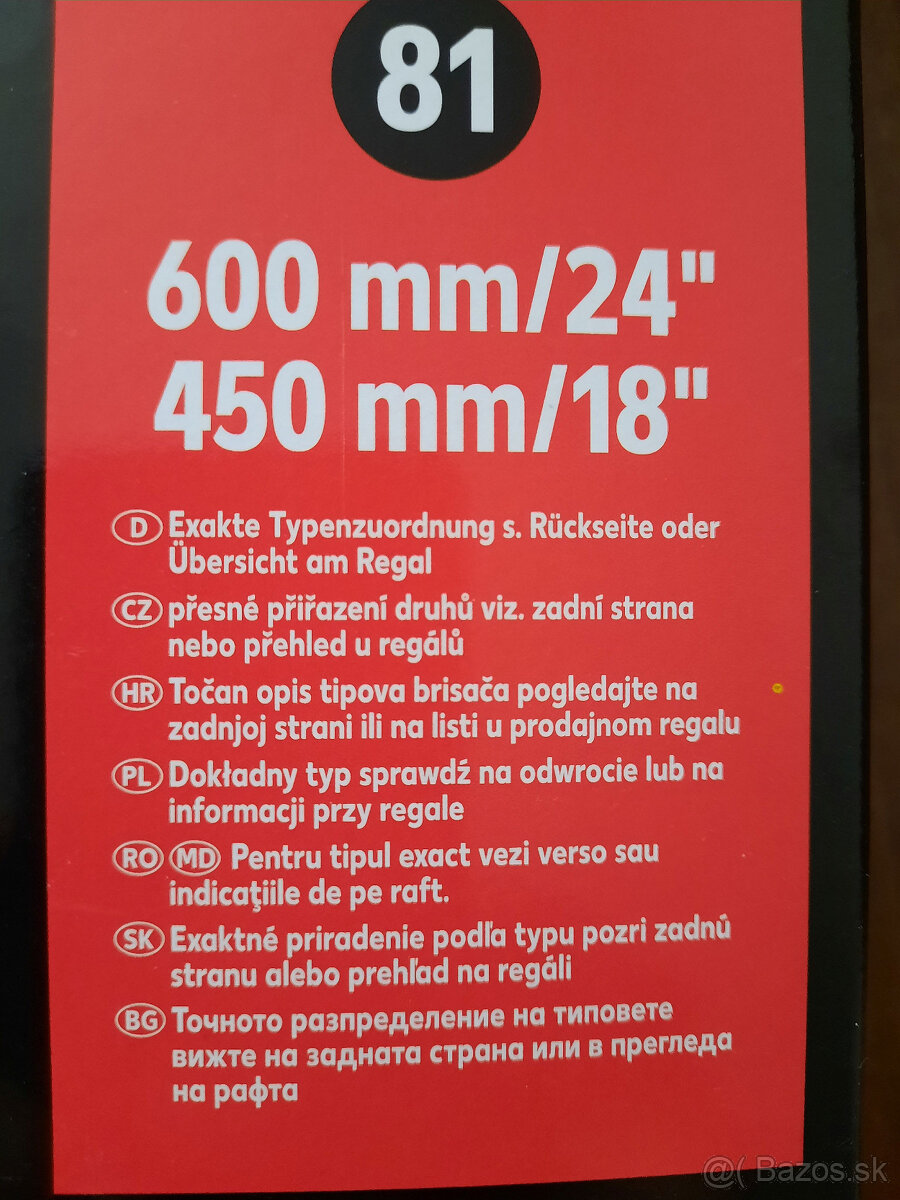 81
600 mm/24"
450 mm/18"
D Exakte Typenzuordnung s. Rückseite oder
Übersicht am Regal
CZ přesné přiřazení druhů viz. zadní strana
nebo přehled u regálů
HR Točan opis tipova brisača pogledajte na
zadnjoj strani ili na listi u prodajnom regalu
PL Dokładny typ sprawdź na odwrocie lub na
informacji przy regale
RO MD Pentru tipul exact vezi verso sau
indicaţiile de pe raft.
SK Exaktné priradenie podľa typu pozri zadnú
stranu alebo prehľad na regáli
BG Точното разпределение на типовете
вижте на задната страна или в прегледа
на рафта
@( Bazos.sk